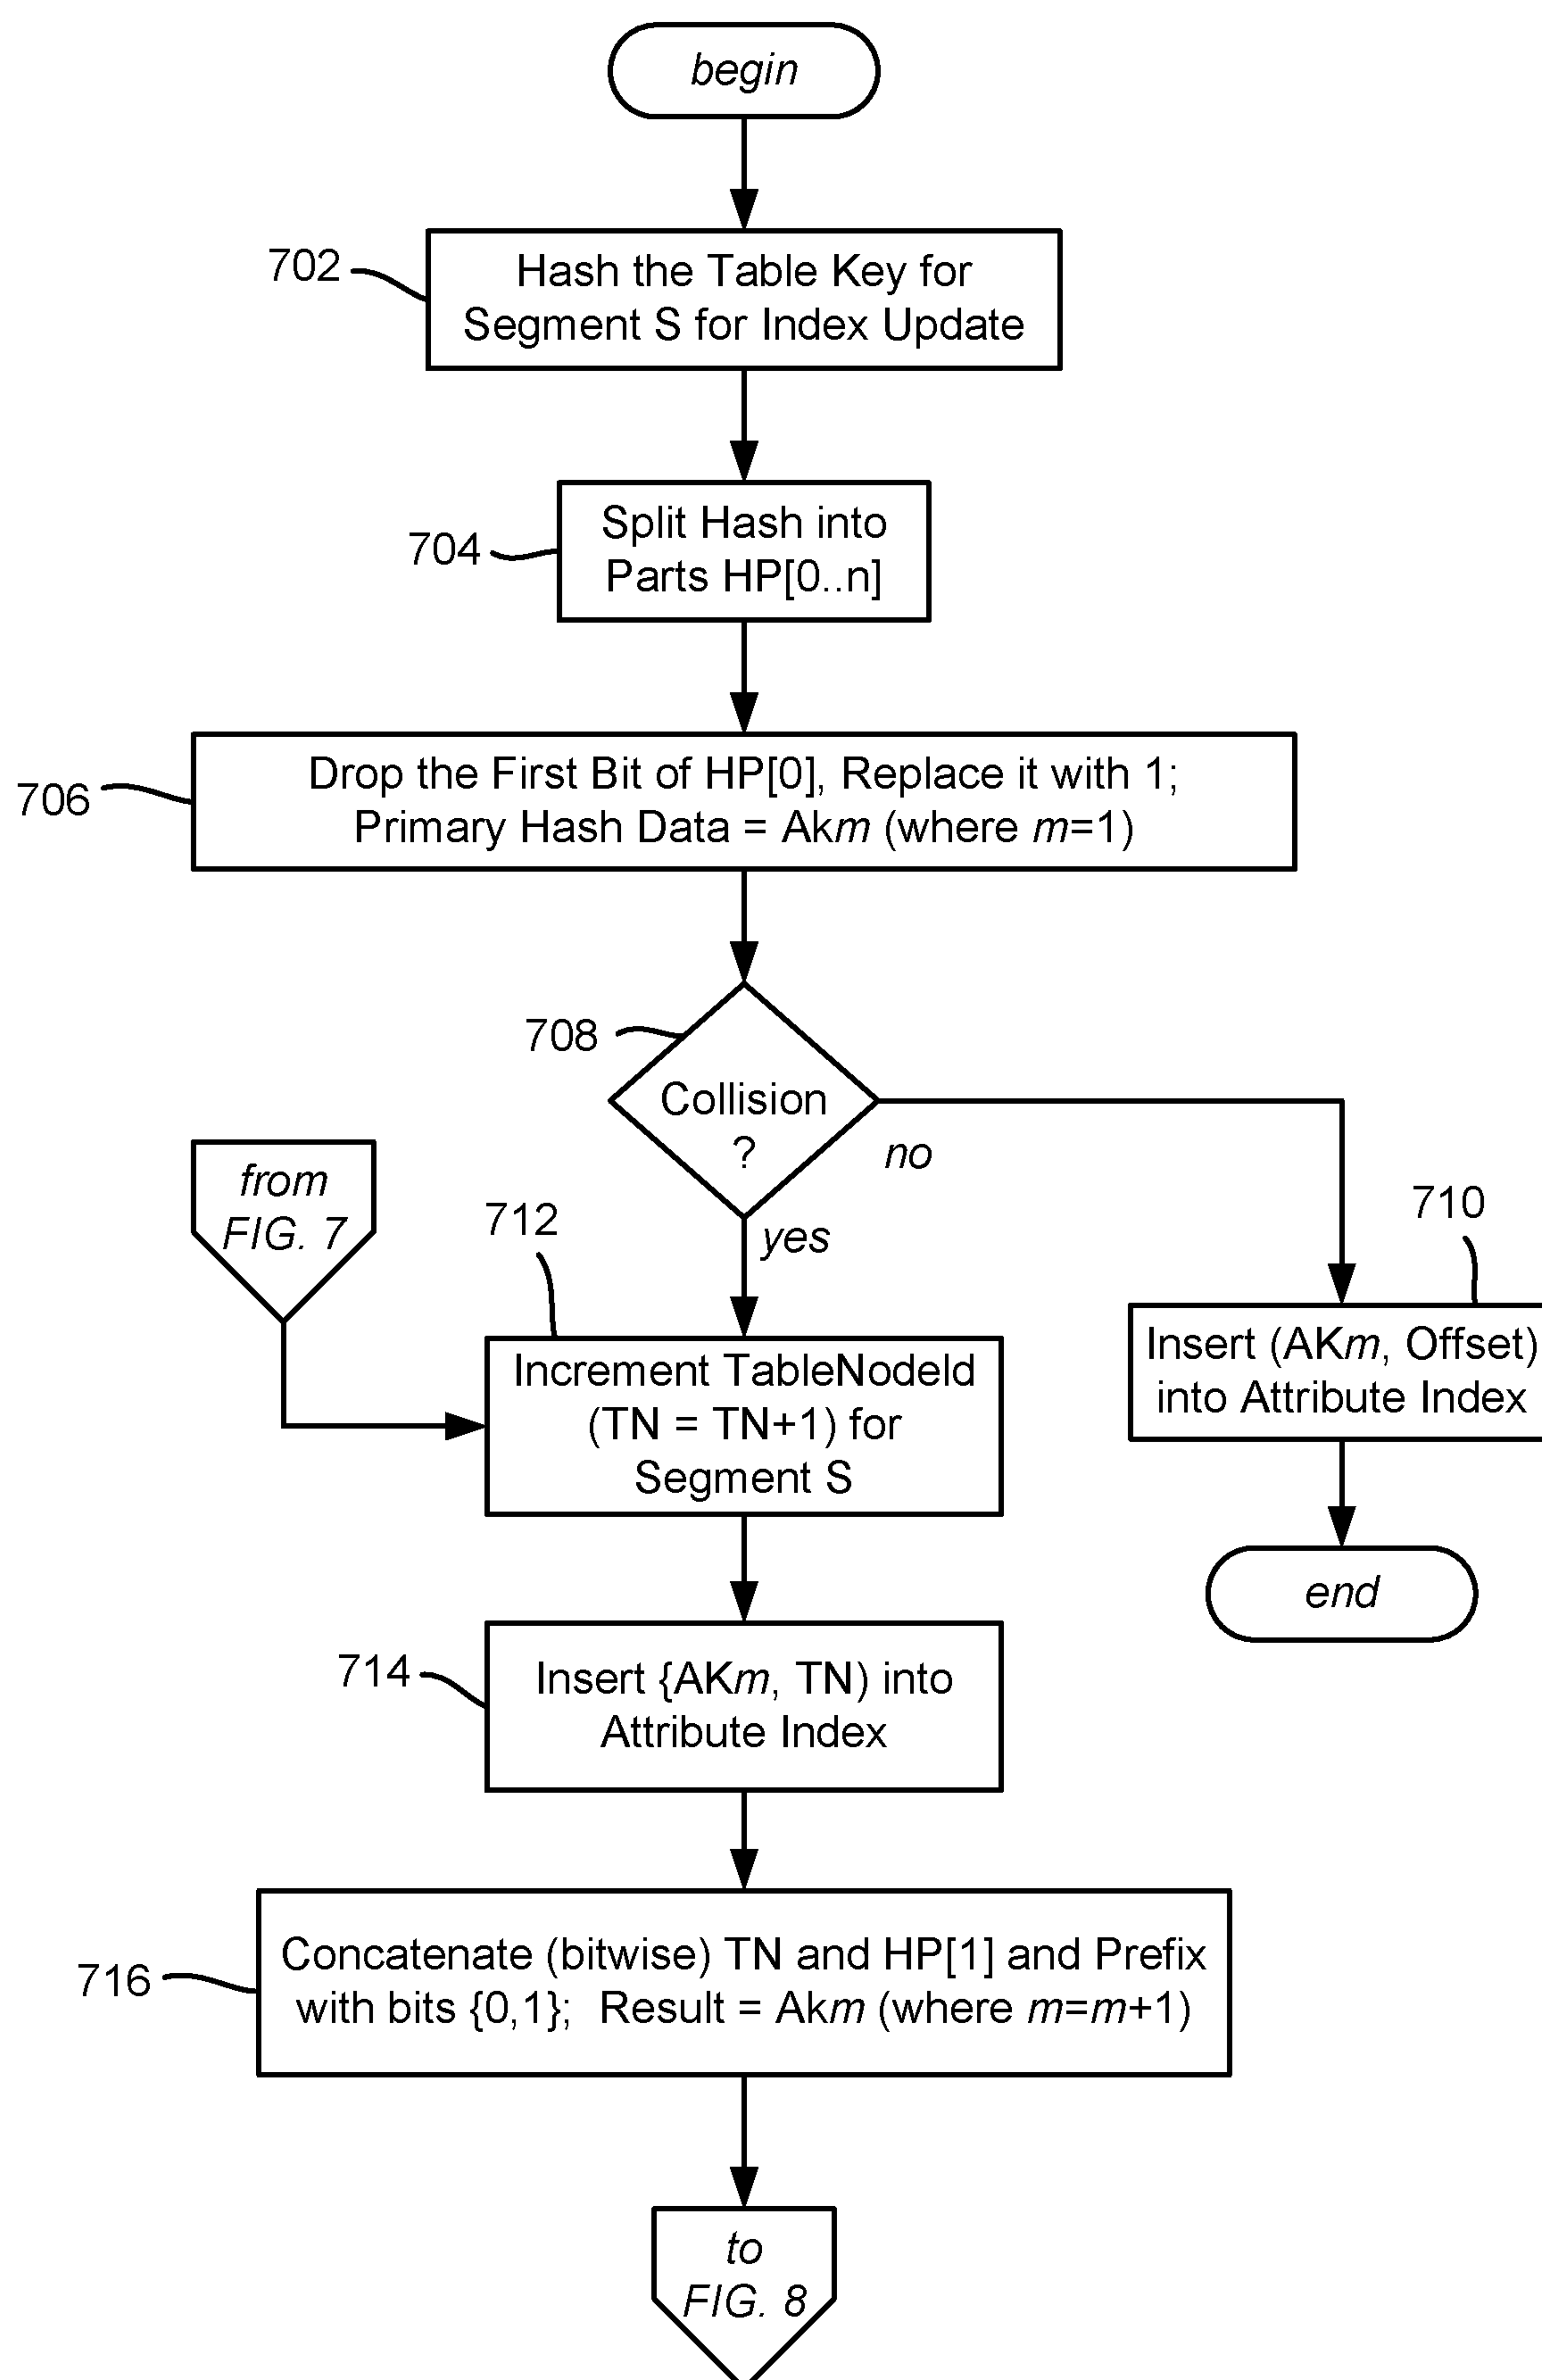 begin
702
Hash the Table Key for
Segment S for Index Update
704
Split Hash into
Parts HP[0..n]
706
Drop the First Bit of HP[0], Replace it with 1;
Primary Hash Data = Akm (where m=1)
708
Collision
?
no
yes
from
FIG. 7
712
Increment TableNodeId
(TN = TN+1) for
Segment S
710
Insert (AKm, Offset)
into Attribute Index
end
714
Insert {AKm, TN) into
Attribute Index
716
Concatenate (bitwise) TN and HP[1] and Prefix
with bits {0,1}; Result = Akm (where m=m+1)
to
FIG. 8